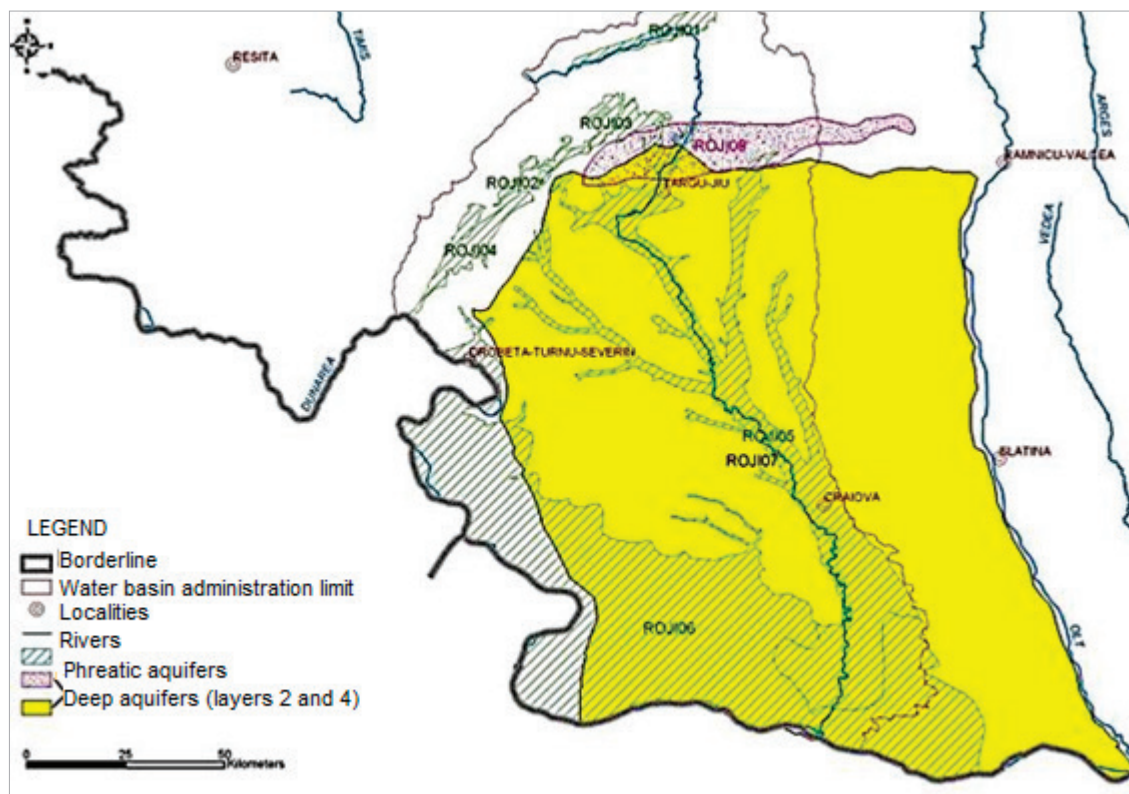 ROJI01
RESITA
TIMIS
ARGES
ROJI03
ROJI08
RAMNICU-VALCEA
ROJI02
TARGU-JIU
VEDEA
ROJI04
DROBETA-TURNU-SEVERIN
DUNAREA
ROJI05
ROJI07
SLATINA
CRAIOVA
LEGEND
Borderline
Water basin administration limit
Localities
Rivers
Phreatic aquifers
Deep aquifers (layers 2 and 4)
ROJI06
OLT
0 25 50
Kilometers